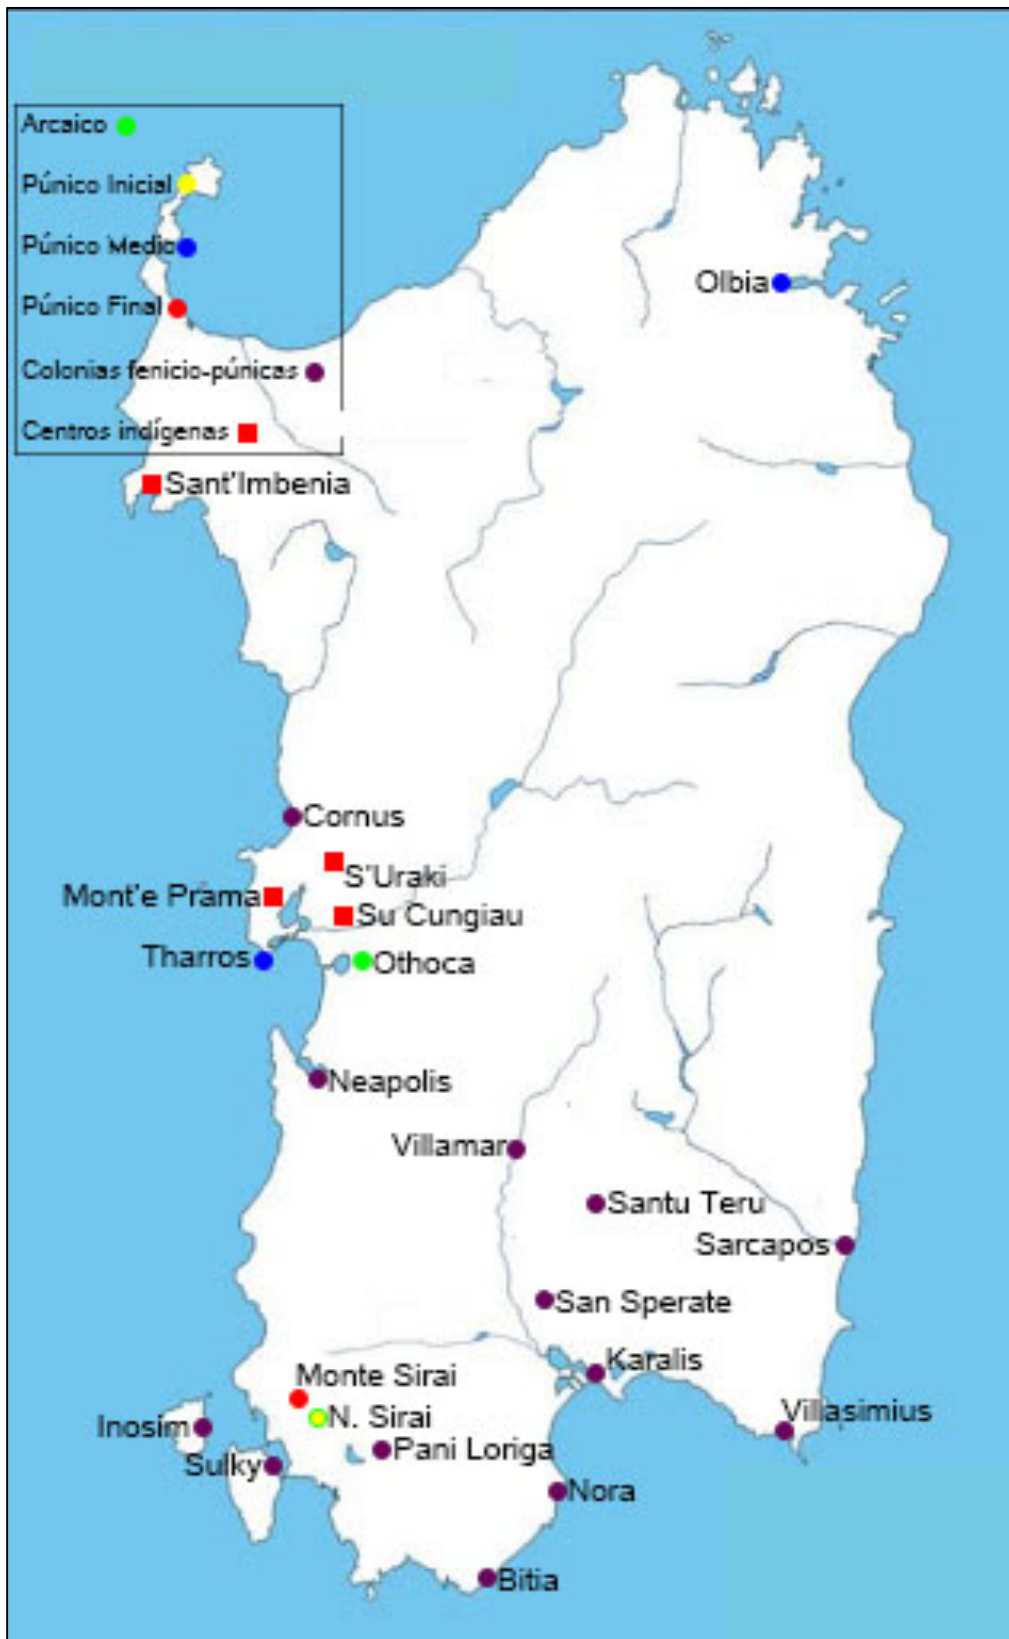 Arcaico
Púnico Inicial
Púnico Medio
Púnico Final
Colonias fenicio-púnicas
Centros indígenas
Olbia
Sant'Imbenia
Cornus
S'Uraki
Mont'e Prama
Su Cungiau
Tharros
Othoca
Neapolis
Villamar
Santu Teru
Sarcapos
San Sperate
Karalis
Monte Sirai
Villasimius
N. Sirai
Inosim
Pani Loriga
Sulky
Nora
Bitia